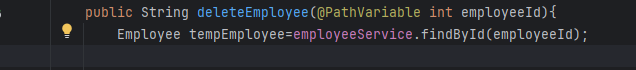 public String deleteEmployee(@PathVariable int employeeId){
Employee tempEmployee=employeeService.findById(employeeId);